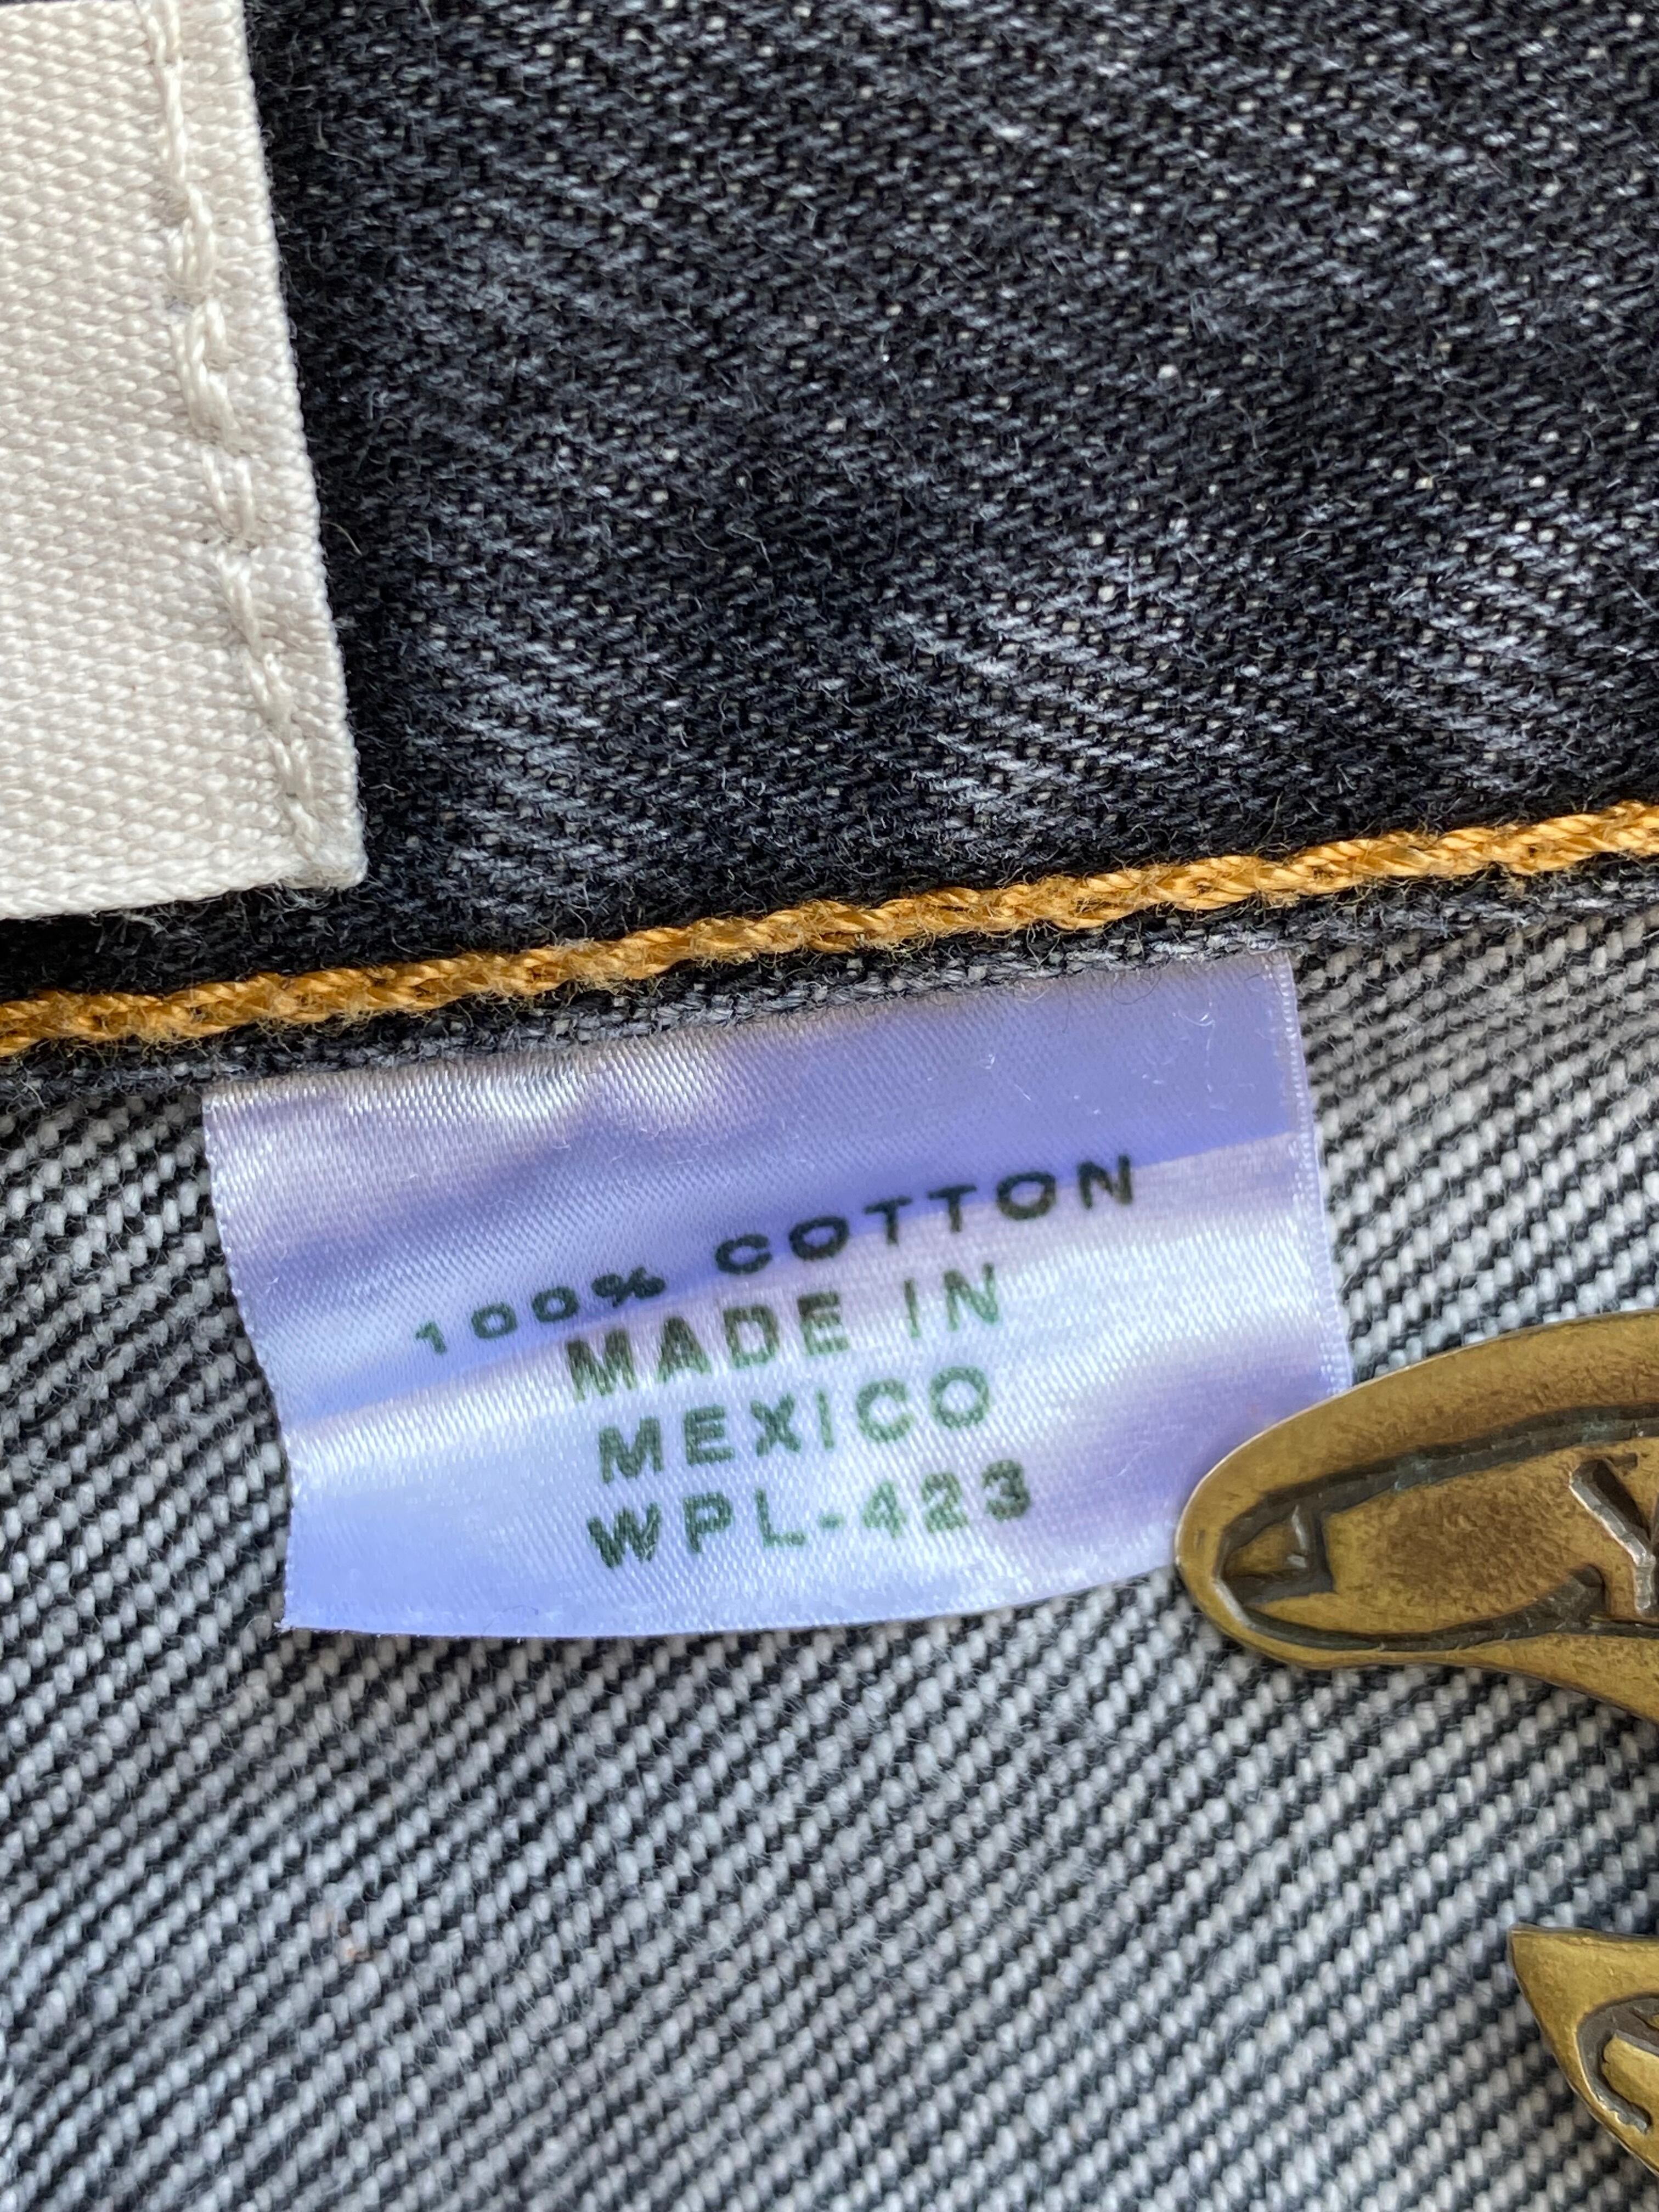 100% COTTON
MADE IN
MEXICO
WPL-423